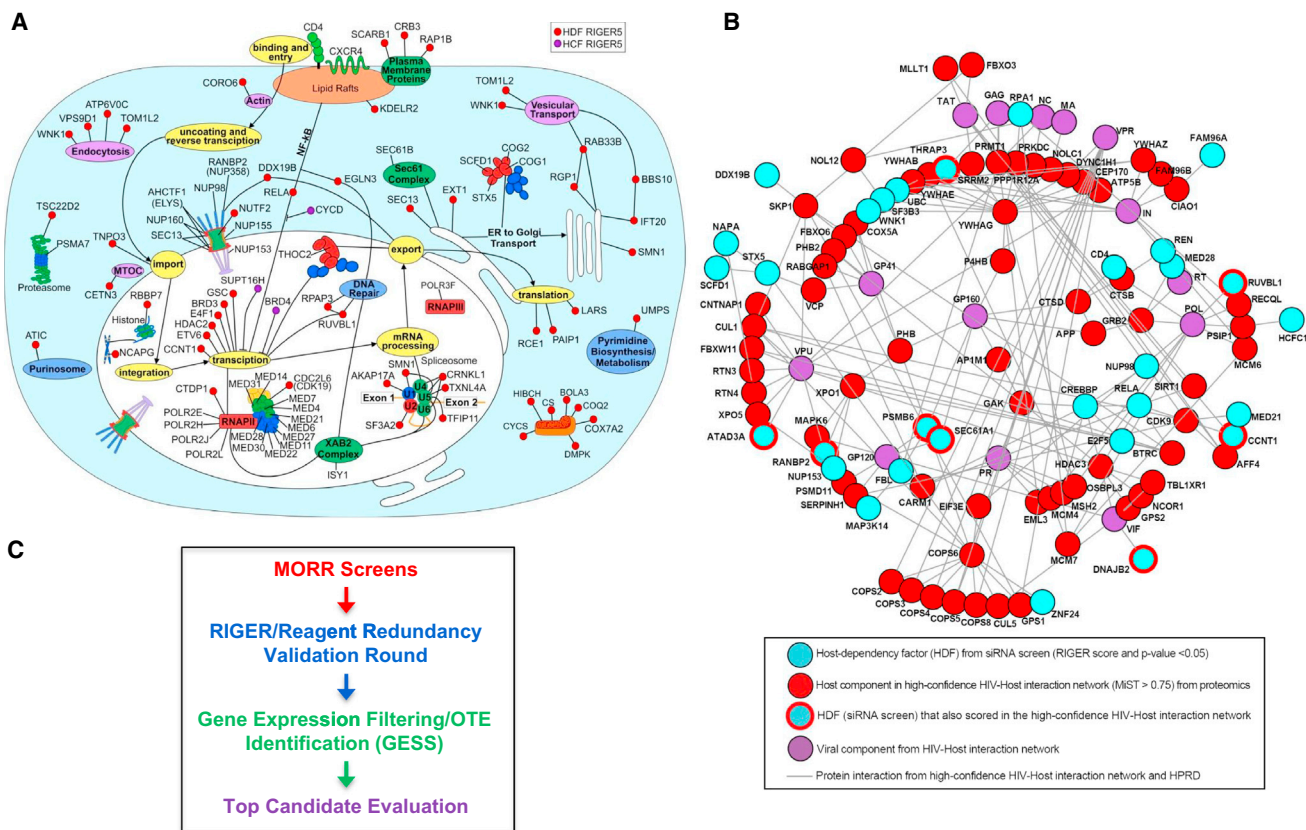 A
binding and
entry
CD4
CXCR4
SCARB1
CRB3
RAP1B
Plasma
Membrane
Proteins
HDF RIGER5
HCF RIGER5
CORO6
Actin
Lipid Rafts
KDELR2
TOM1L2
WNK1
Vesicular
Transport
ATP6V0C
VPS9D1
TOM1L2
WNK1
Endocytosis
uncoating and
reverse transcription
NF-kB
RANBP2
(NUP358)
DDX19B
RELA
EGLN3
SEC61B
Sec61
Complex
COG2
SCFD1
COG1
STX5
RAB33B
RGP1
BBS10
IFT20
SMN1
AHCTF1
(ELYS)
NUP98
NUP160
SEC13
NUTF2
NUP155
NUP153
CYCD
SEC13
EXT1
ER to Golgi
Transport
TSC22D2
PSMA7
Proteasome
TNPO3
MTOC
CETN3
import
THOC2
export
SUPT16H
RBBP7
Histone
NCAPG
integration
GSC
BRD3
E4F1
HDAC2
ETV6
CCNT1
BRD4
RPAP3
DNA
Repair
RUVBL1
POLR3F
RNAPIII
translation
LARS
RCE1
PAIP1
UMPS
Pyrimidine
Biosynthesis/
Metabolism
ATIC
Purinosome
transciption
mRNA
processing
Spliceosome
SMN1
CRNKL1
AKAP17A
TXNL4A
U1
U2
U4
U5
U6
Exon 1
Exon 2
TFIP11
SF3A2
CTDP1
MED31
MED14
CDC2L6
(CDK19)
MED7
MED4
MED21
MED6
MED27
MED11
MED28
MED30
MED22
POLR2E
POLR2H
POLR2J
POLR2L
RNAPII
XAB2
Complex
ISY1
HIBCH
CS
BOLA3
COQ2
COX7A2
CYCS
DMPK
B
MLLT1
FBXO3
TAT
GAG
RPA1
NC
MA
VPR
FAM96A
NOL12
THRAP3
PRMT1
PRKDC
NOLC1
DYNC1H1
CEP170
ATP5B
YWHAZ
FAM96B
CIAO1
YWHAB
SRRM2
PPP1R12A
YWHAE
DDX19B
SKP1
UBC
SF3B3
WNK1
COX5A
FBXO6
PHB2
RABGAP1
VCP
IN
YWHAG
P4HB
NAPA
STX5
SCFD1
GP41
GP160
CD4
REN
MED28
RT
CTSB
CTSD
RUVBL1
RECQL
PSIP1
MCM6
HCFC1
CNTNAP1
CUL1
FBXW11
RTN3
RTN4
XPO5
ATAD3A
VPU
XPO1
PHB
AP1M1
APP
GRB2
POL
NUP98
SIRT1
CREBBP
RELA
GAK
CDK9
MED21
CCNT1
AFF4
MAPK6
PSMB6
SEC61A1
E2F5
BTRC
RANBP2
GP120
NUP153
PSMD11
SERPINH1
FBL
CARM1
MAP3K14
PR
HDAC3
OSBPL3
TBL1XR1
NCOR1
GPS2
VIF
EIF3E
EML3
MCM4
MSH2
MCM7
DNAJB2
COPS6
COPS2
COPS3
COPS4
COPS5
COPS8
CUL5
GPS1
ZNF24
Host-dependency factor (HDF) from siRNA screen (RIGER score and p-value <0.05)
Host component in high-confidence HIV-Host interaction network (MiST > 0.75) from proteomics
HDF (siRNA screen) that also scored in the high-confidence HIV-Host interaction network
Viral component from HIV-Host interaction network
Protein interaction from high-confidence HIV-Host interaction network and HPRD
C
MORR Screens
RIGER/Reagent Redundancy
Validation Round
Gene Expression Filtering/OTE
Identification (GESS)
Top Candidate Evaluation